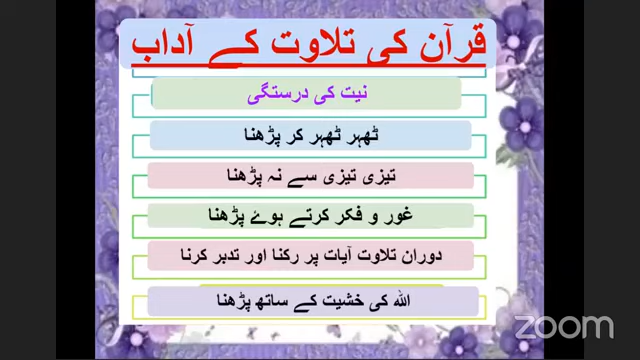 قرآن کی تلاوت کے آداب
نیت کی درستگی
ٹھہر ٹھہر کر پڑھنا
تیزی تیزی سے نہ پڑھنا
غور و فکر کرتے ہوۓ پڑھنا
دوران تلاوت آیات پر رکنا اور تدبر کرنا
اللہ کی خشیت کے ساتھ پڑھنا
zoom